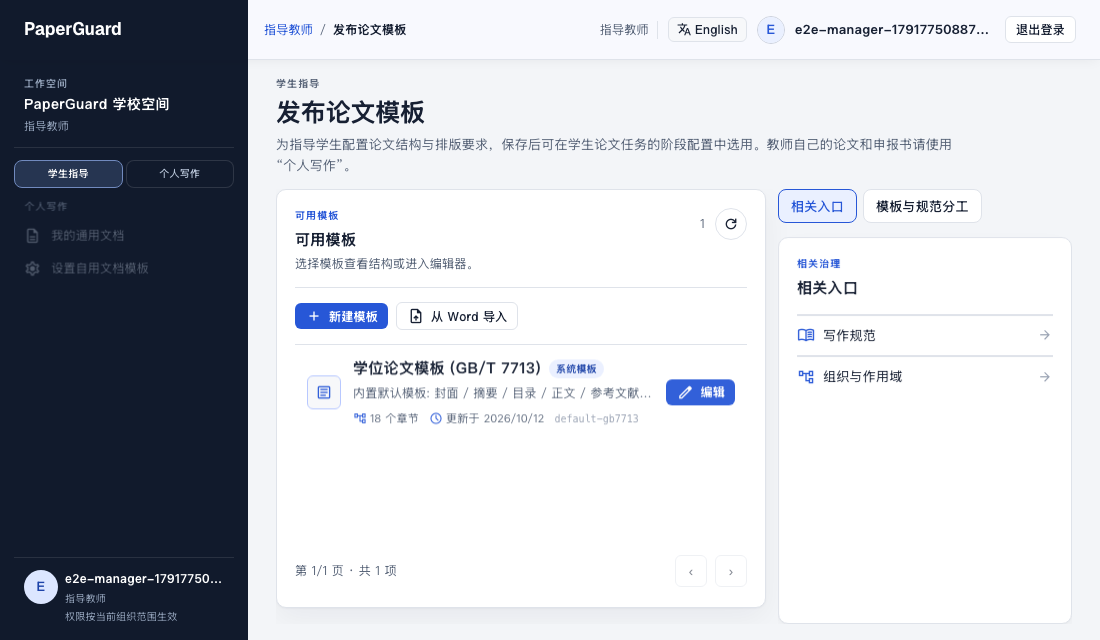 PaperGuard
工作空间
PaperGuard 学校空间
指导教师
学生指导
个人写作
个人写作
我的通用文档
设置自用文档模板
E
e2e-manager-17917750...
指导教师
权限按当前组织范围生效
指导教师 / 发布论文模板
指导教师
English
E
e2e-manager-17917750887...
退出登录
学生指导
发布论文模板
为指导学生配置论文结构与排版要求，保存后可在学生论文任务的阶段配置中选用。教师自己的论文和申报书请使用
“个人写作”。
可用模板
可用模板
选择模板查看结构或进入编辑器。
1
新建模板
从 Word 导入
学位论文模板 (GB/T 7713)
系统模板
内置默认模板: 封面 / 摘要 / 目录 / 正文 / 参考文献...
18 个章节
更新于 2026/10/12
default-gb7713
编辑
第 1/1 页 · 共 1 项
‹
›
相关入口
模板与规范分工
相关治理
相关入口
写作规范
组织与作用域